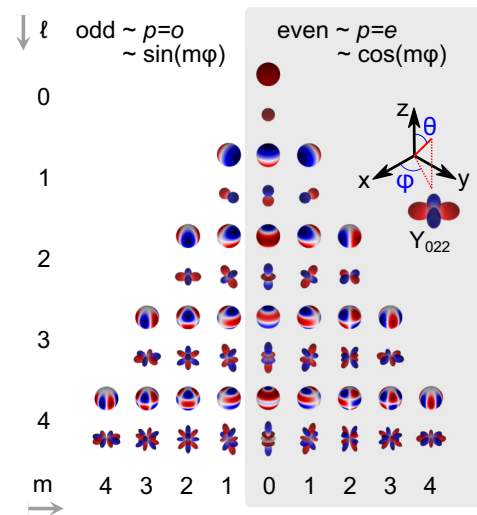 ℓ odd ~ p=o even ~ p=e
~ sin(mφ) ~ cos(mφ)
0
z θ
1
x φ y
Y022
2
3
4
m 4 3 2 1 0 1 2 3 4